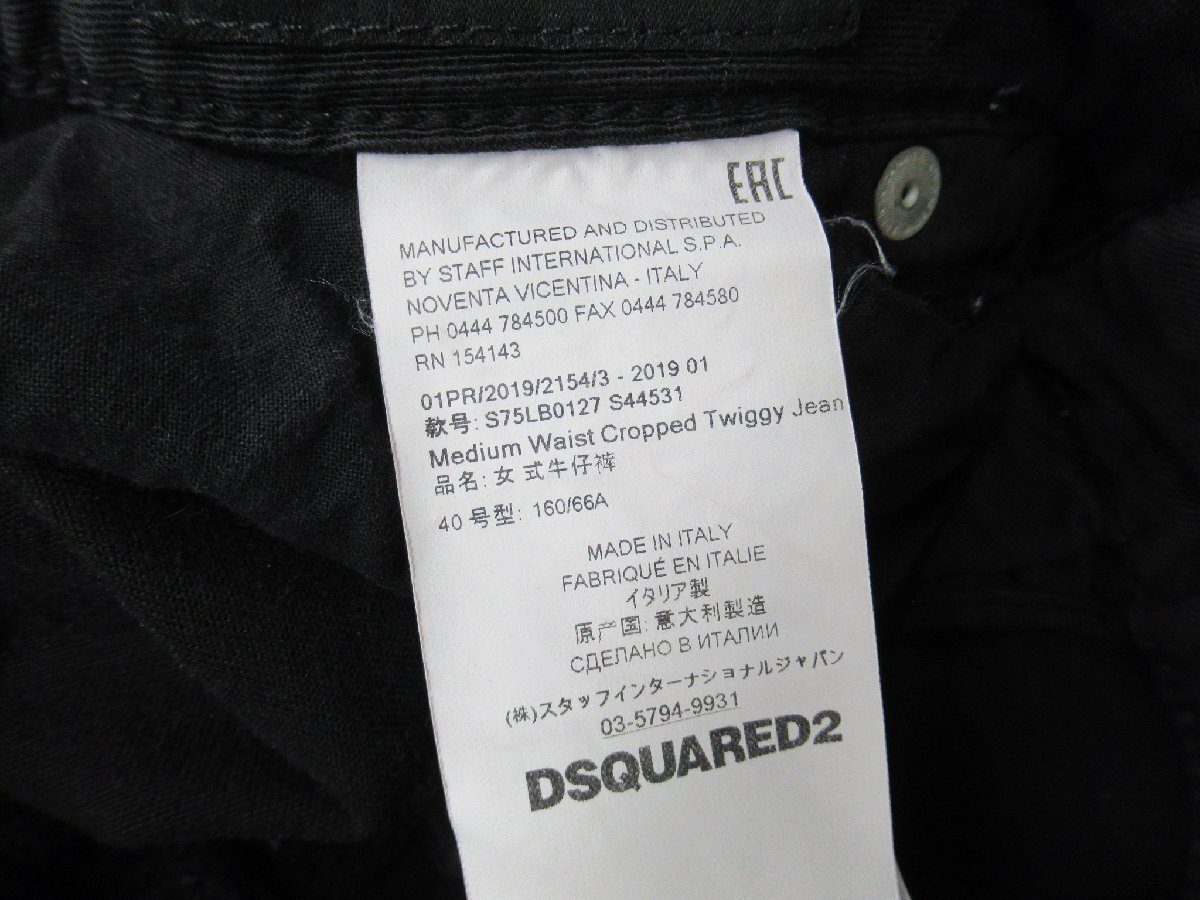 EAC
MANUFACTURED AND DISTRIBUTED
BY STAFF INTERNATIONAL S.P.A.
NOVENTA VICENTINA - ITALY
PH 0444 784500 FAX 0444 784580
RN 154143
01PR/2019/2154/3 - 2019 01
款号: S75LB0127 S44531
Medium Waist Cropped Twiggy Jean
品名: 女 式牛仔裤
40 号型: 160/66A
MADE IN ITALY
FABRIQUÉ EN ITALIE
イタリア製
原产国: 意大利製造
СДЕЛАНО В ИТАЛИИ
(株)スタッフインターナショナルジャパン
03-5794-9931
DSQUARED2